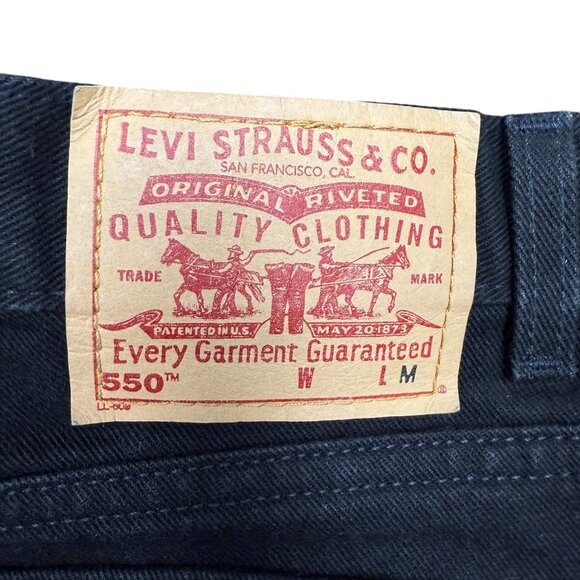 LEVI STRAUSS & CO.
SAN FRANCISCO, CAL.
ORIGINAL RIVETED
QUALITY CLOTHING
TRADE MARK
PATENTED IN U.S. MAY 20 1873
Every Garment Guaranteed
550™ W L M ®